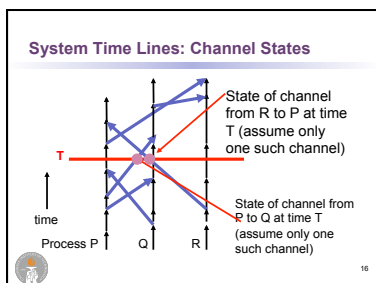 System Time Lines: Channel States
State of channel
from R to P at time
T (assume only
one such channel)
T
State of channel from
P to Q at time T
(assume only one
such channel)
time
Process P Q R
16